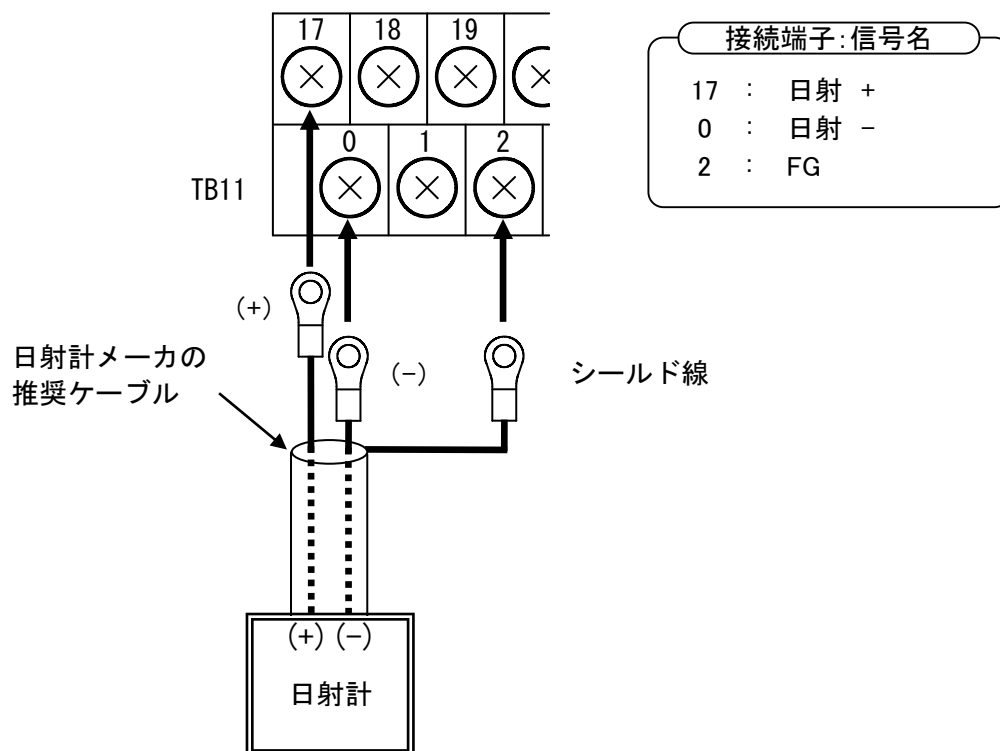 17 18 19
接続端子:信号名
17 : 日射 +
0 : 日射 −
2 : FG
0 1 2
TB11
(+)
日射計メーカの
推奨ケーブル
(−)
シールド線
(+) (−)
日射計